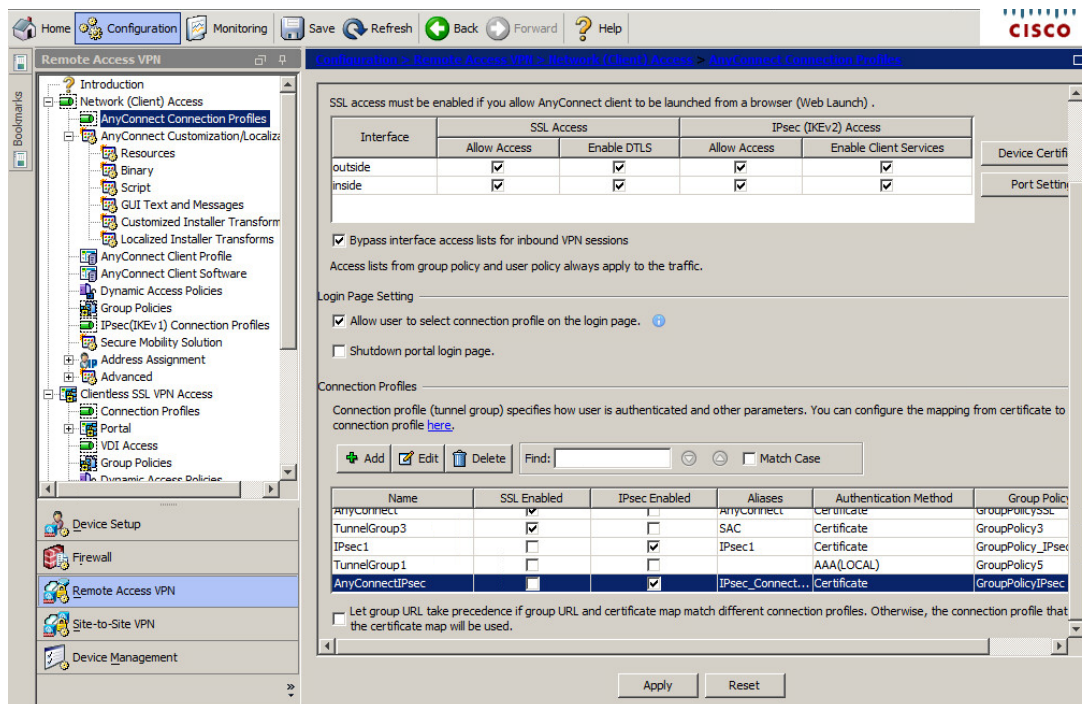 Home Configuration Monitoring Save Refresh Back Forward Help
CISCO
Bookmarks
Remote Access VPN
Configuration > Remote Access VPN > Network (Client) Access > AnyConnect Connection Profiles
Introduction
Network (Client) Access
AnyConnect Connection Profiles
AnyConnect Customization/Localiza
Resources
Binary
Script
GUI Text and Messages
Customized Installer Transform
Localized Installer Transforms
AnyConnect Client Profile
AnyConnect Client Software
Dynamic Access Policies
Group Policies
IPsec(IKEv1) Connection Profiles
Secure Mobility Solution
Address Assignment
Advanced
Clientless SSL VPN Access
Connection Profiles
Portal
VDI Access
Group Policies
Dynamic Access Policies
Device Setup
Firewall
Remote Access VPN
Site-to-Site VPN
Device Management
SSL access must be enabled if you allow AnyConnect client to be launched from a browser (Web Launch) .
Interface SSL Access IPsec (IKEv2) Access
Allow Access Enable DTLS Allow Access Enable Client Services
outside
inside
Device Certifi
Port Setting
Bypass interface access lists for inbound VPN sessions
Access lists from group policy and user policy always apply to the traffic.
Login Page Setting
Allow user to select connection profile on the login page.
Shutdown portal login page.
Connection Profiles
Connection profile (tunnel group) specifies how user is authenticated and other parameters. You can configure the mapping from certificate to
connection profile here.
Add Edit Delete Find: Match Case
Name SSL Enabled IPsec Enabled Aliases Authentication Method Group Policy
AnyConnect AnyConnect Certificate GroupPolicySSL
TunnelGroup3 SAC Certificate GroupPolicy3
IPsec1 IPsec1 Certificate GroupPolicy_IPsec
TunnelGroup1 AAA(LOCAL) GroupPolicy5
AnyConnectIPsec IPsec_Connect... Certificate GroupPolicyIPsec
Let group URL take precedence if group URL and certificate map match different connection profiles. Otherwise, the connection profile that
the certificate map will be used.
Apply Reset